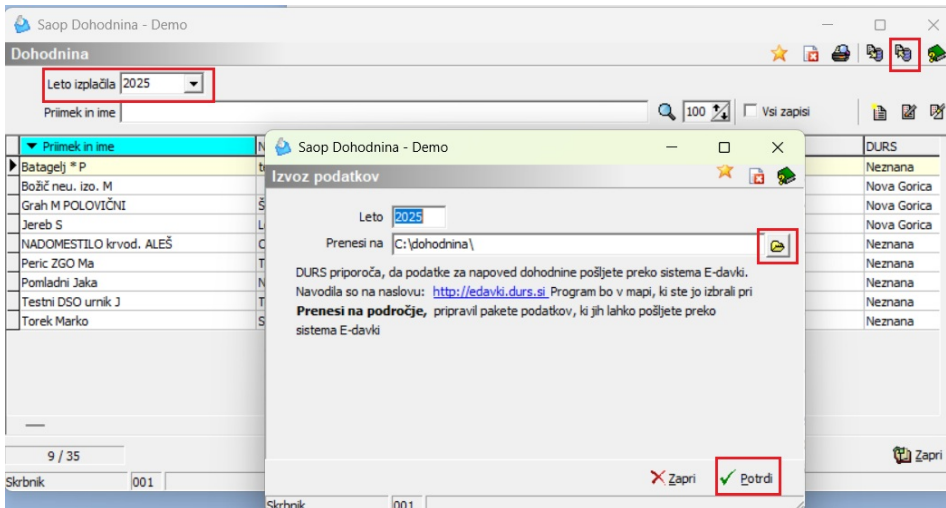 Saop Dohodnina - Demo
Dohodnina
Leto izplačila 2025
Priimek in ime
100
Vsi zapisi
Priimek in ime
DURS
Batagelj * P
Neznana
Božič neu. izo. M
Nova Gorica
Grah M POLOVIČNI
Nova Gorica
Jereb S
Nova Gorica
NADOMESTILO krvod. ALEŠ
Neznana
Peric ZGO Ma
Neznana
Pomladni Jaka
Neznana
Testni DSO urnik J
Neznana
Torek Marko
Neznana
9 / 35
Zapri
Skrbnik 001
Saop Dohodnina - Demo
Izvoz podatkov
Leto 2025
Prenesi na C:\dohodnina\
DURS priporoča, da podatke za napoved dohodnine pošljete preko sistema E-davki.
Navodila so na naslovu: http://edavki.durs.si Program bo v mapi, ki ste jo izbrali pri
Prenesi na področje, pripravil pakete podatkov, ki jih lahko pošljete preko
sistema E-davki
Zapri Potrdi
Skrbnik 001